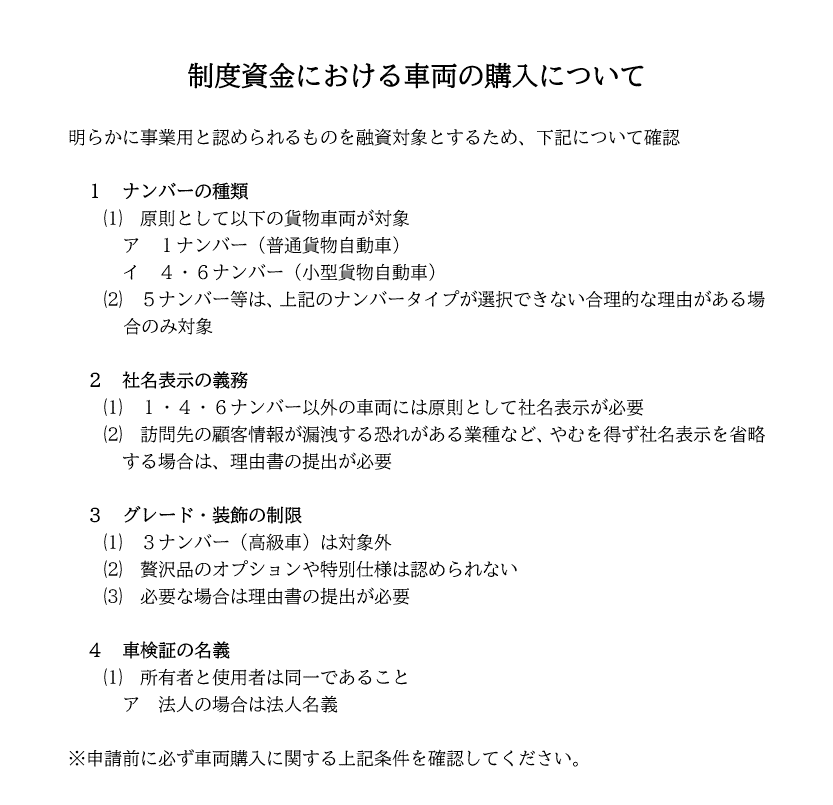 制度資金における車両の購入について
明らかに事業用と認められるものを融資対象とするため、下記について確認
１　ナンバーの種類
⑴　原則として以下の貨物車両が対象
ア　１ナンバー（普通貨物自動車）
イ　４・６ナンバー（小型貨物自動車）
⑵　５ナンバー等は、上記のナンバータイプが選択できない合理的な理由がある場
合のみ対象
２　社名表示の義務
⑴　１・４・６ナンバー以外の車両には原則として社名表示が必要
⑵　訪問先の顧客情報が漏洩する恐れがある業種など、やむを得ず社名表示を省略
する場合は、理由書の提出が必要
３　グレード・装飾の制限
⑴　３ナンバー（高級車）は対象外
⑵　贅沢品のオプションや特別仕様は認められない
⑶　必要な場合は理由書の提出が必要
４　車検証の名義
⑴　所有者と使用者は同一であること
ア　法人の場合は法人名義
※申請前に必ず車両購入に関する上記条件を確認してください。